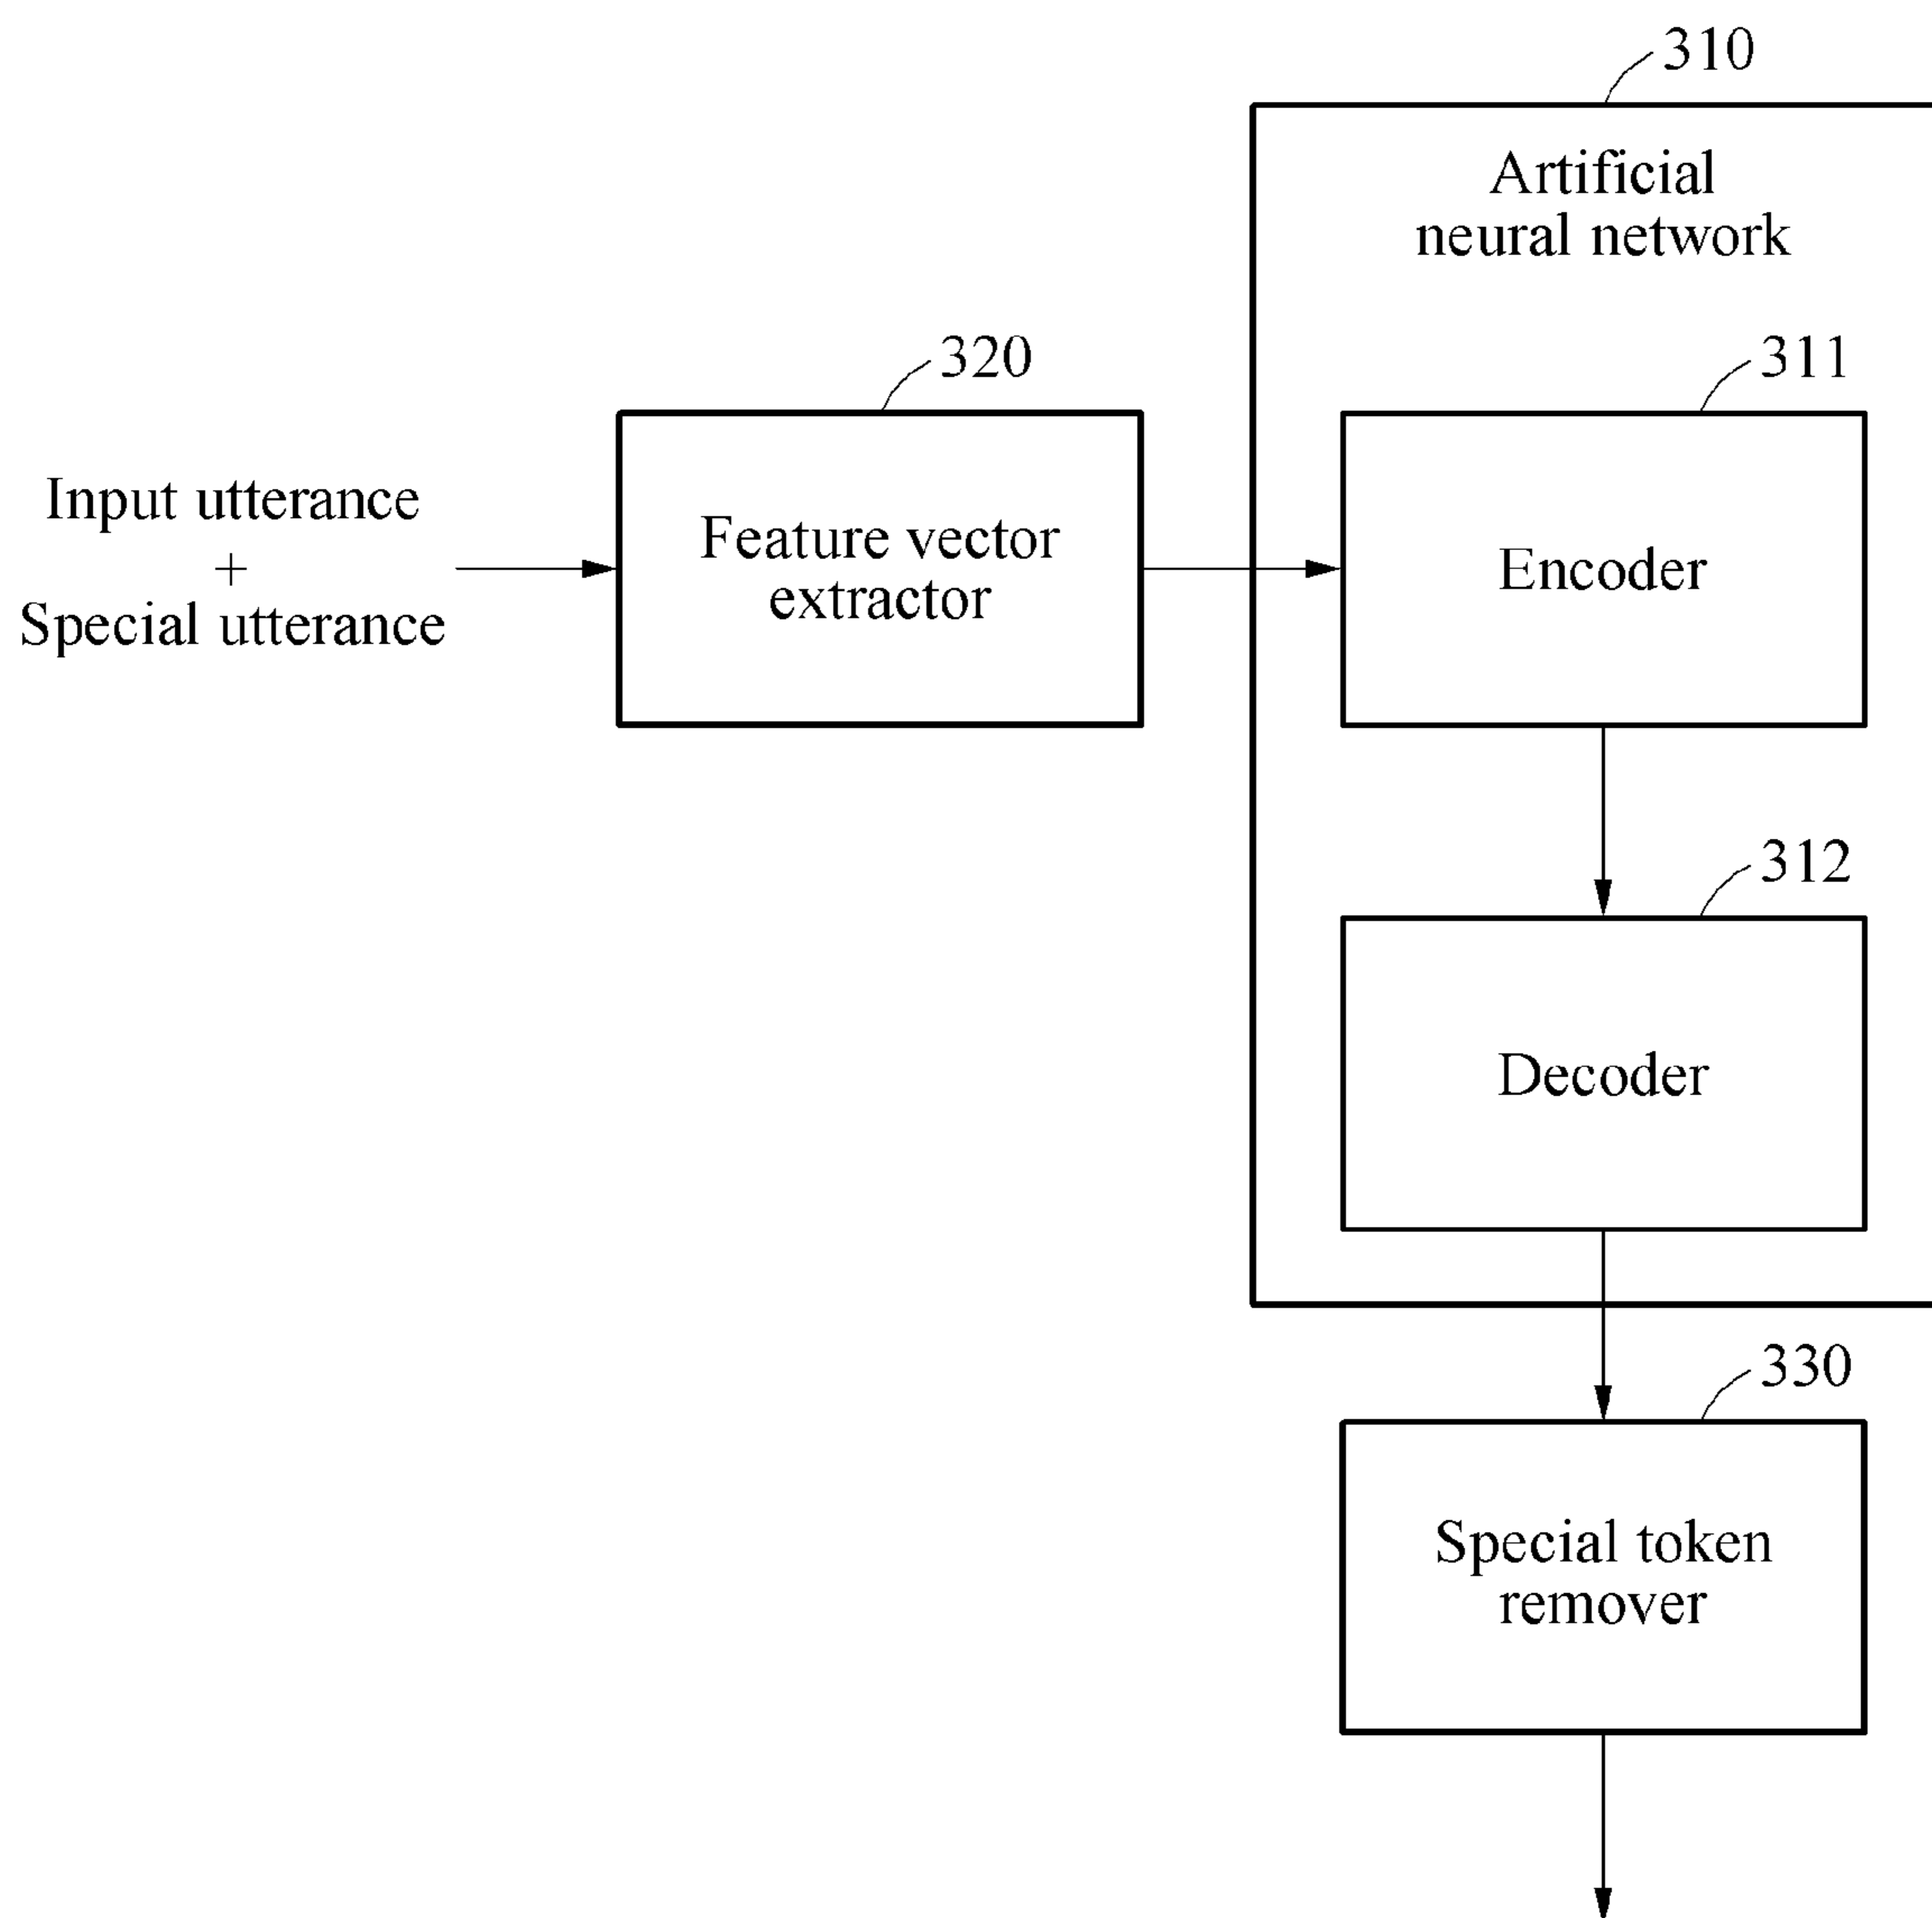 310
Artificial
neural network
320
311
Input utterance
+
Special utterance
Feature vector
extractor
Encoder
312
Decoder
330
Special token
remover